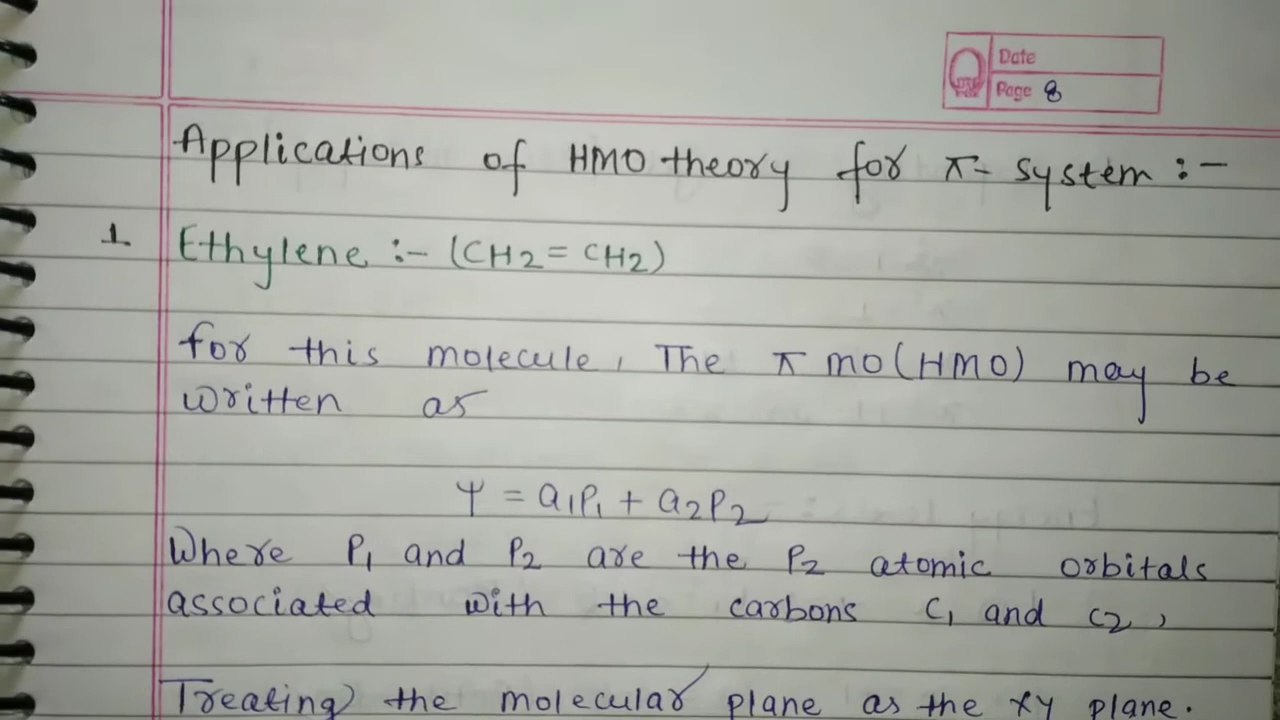 Date
Page 8
Applications of HMO theory for π- system :-
1 Ethylene :- (CH2 = CH2)
for this molecule, The π mo (HMO) may be
written as
Ψ = a1P1 + a2P2
Where P1 and P2 are the Pz atomic orbitals
associated with the carbons C1 and C2,
Treating the molecular plane as the xy plane.